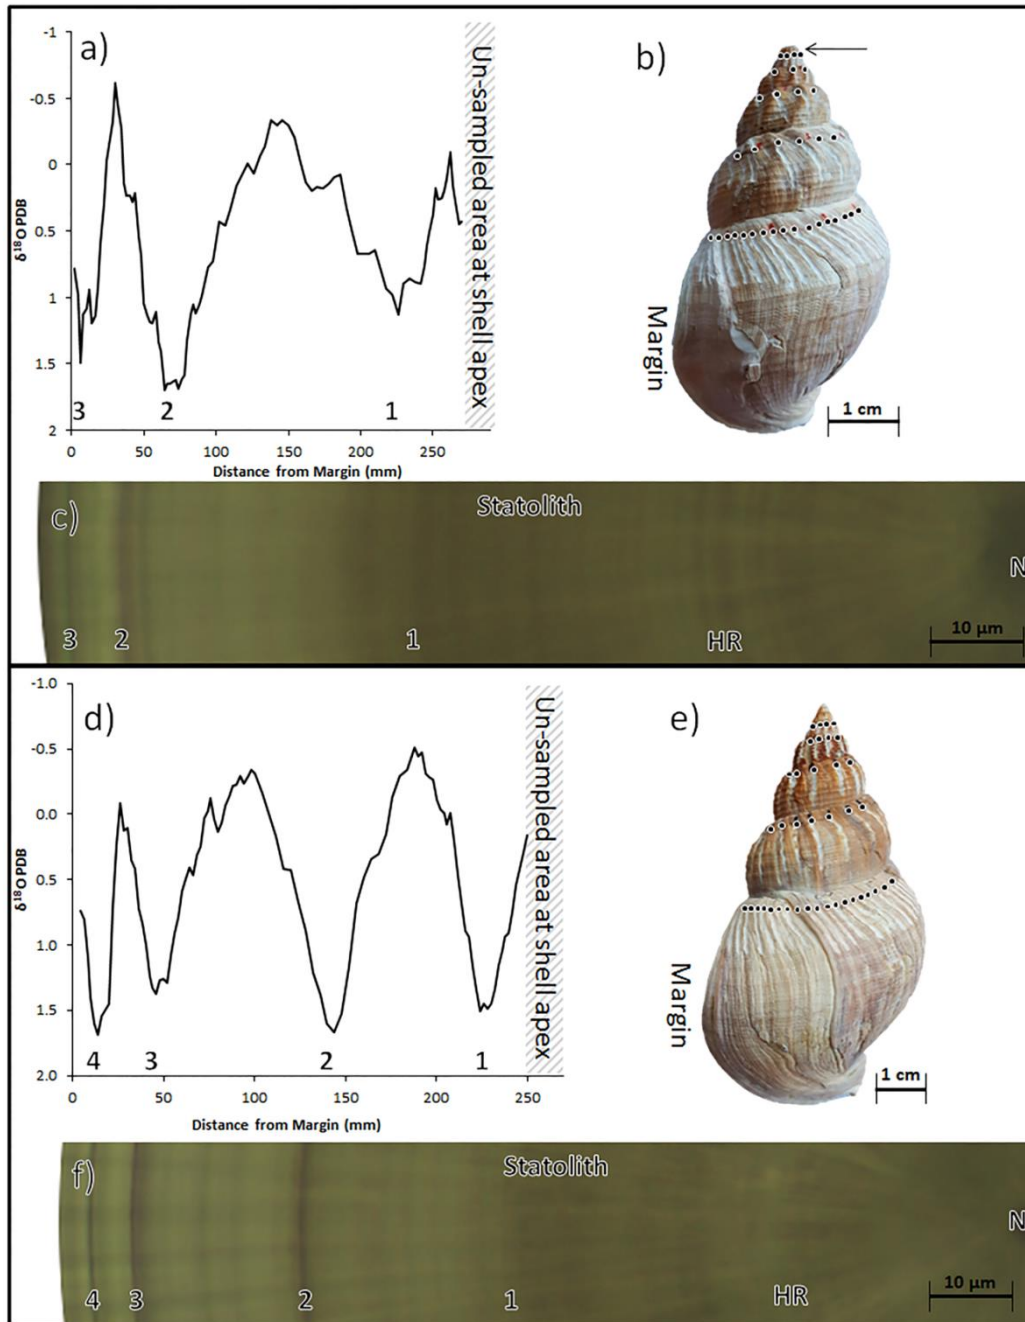 a)
-1
-0.5
0
0.5
1
1.5
2
δ¹⁸O PDB
3
2
1
0
50
100
150
200
250
Distance from Margin (mm)
Un-sampled area at shell apex
b)
Margin
1 cm
c)
Statolith
N
3
2
1
HR
10 µm
d)
-1.0
-0.5
0.0
0.5
1.0
1.5
2.0
δ¹⁸O PDB
4
3
2
1
0
50
100
150
200
250
Distance from Margin (mm)
Un-sampled area at shell apex
e)
Margin
1 cm
f)
Statolith
N
4
3
2
1
HR
10 µm